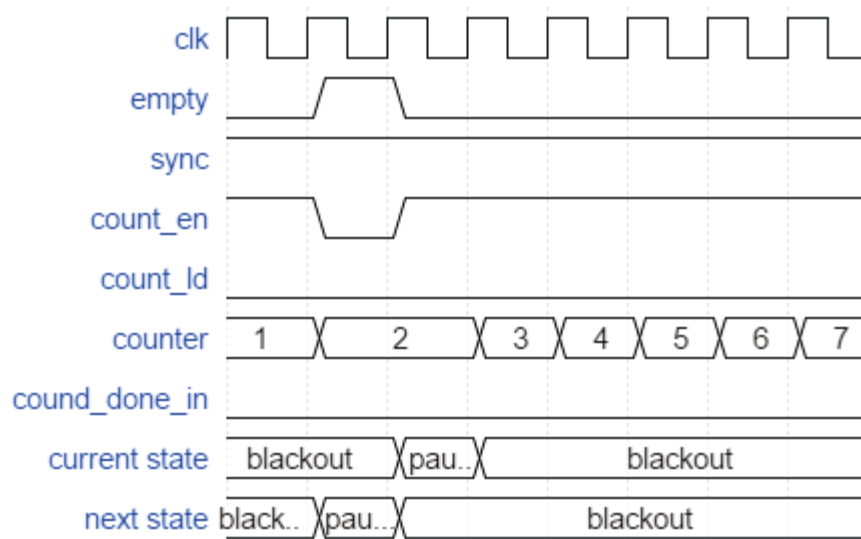 clk
empty
sync
count_en
count_ld
counter 1 2 3 4 5 6 7
cound_done_in
current state blackout pau.. blackout
next state black.. pau... blackout